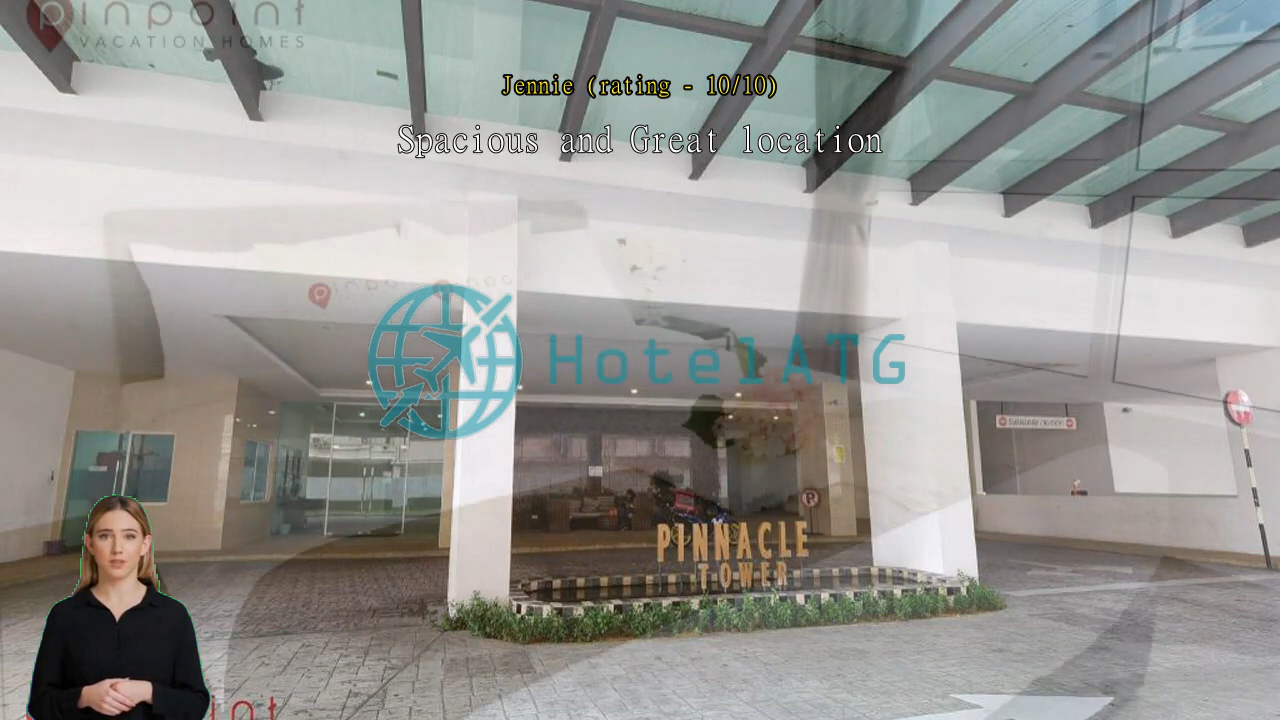 pinpoint
VACATION HOMES
Jennie (rating - 10/10)
Spacious and Great location
HotelATG
P
PINNACLE
TOWER